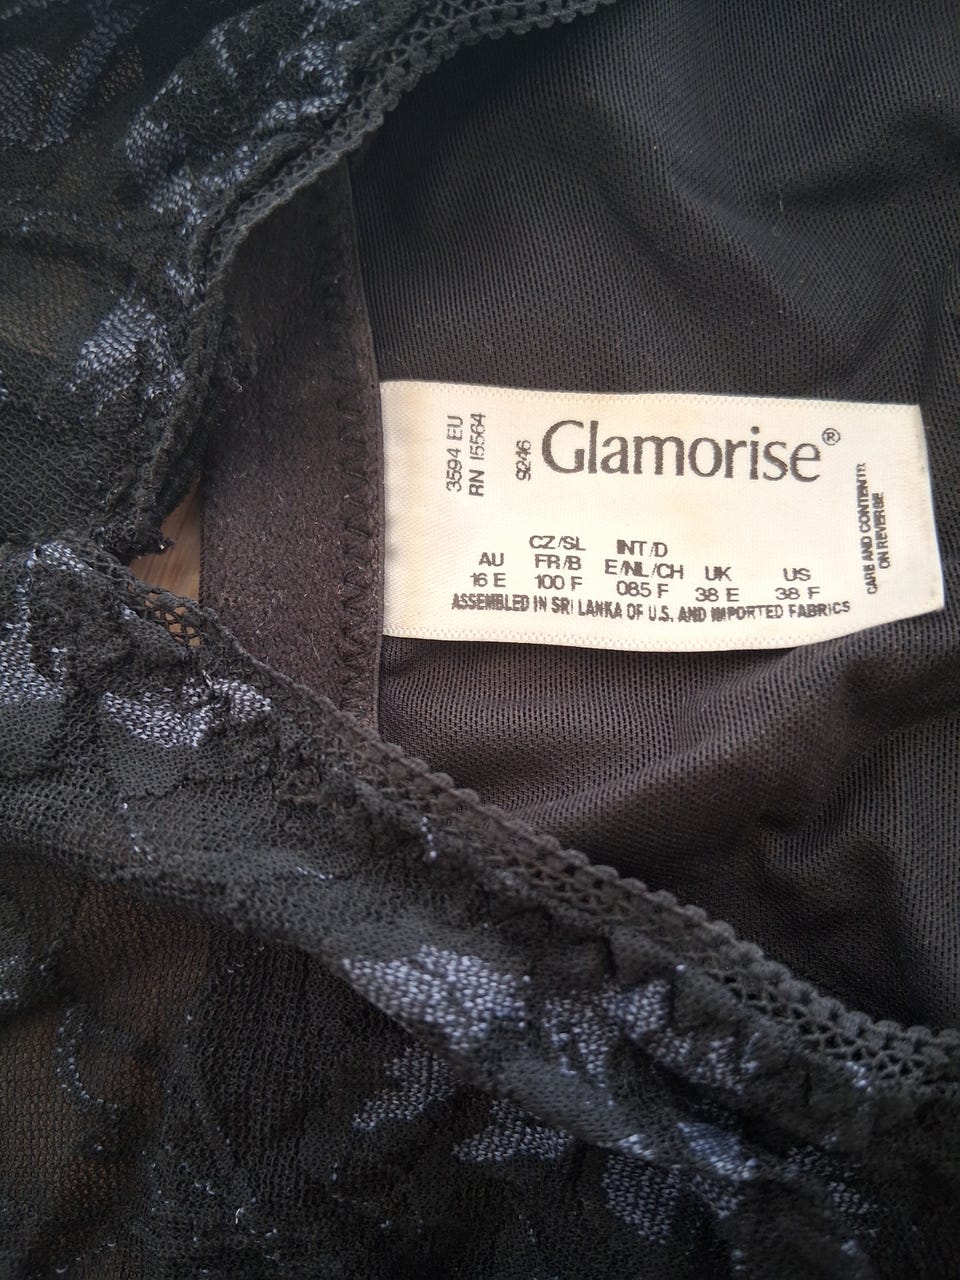 3594 EU
RN 15564
9246
Glamorise®
CZ/SL INT/D
AU FR/B E/NL/CH UK US
16 E 100 F 085 F 38 E 38 F
ASSEMBLED IN SRI LANKA OF U.S. AND IMPORTED FABRICS
CARE AND CONTENT
ON REVERSE